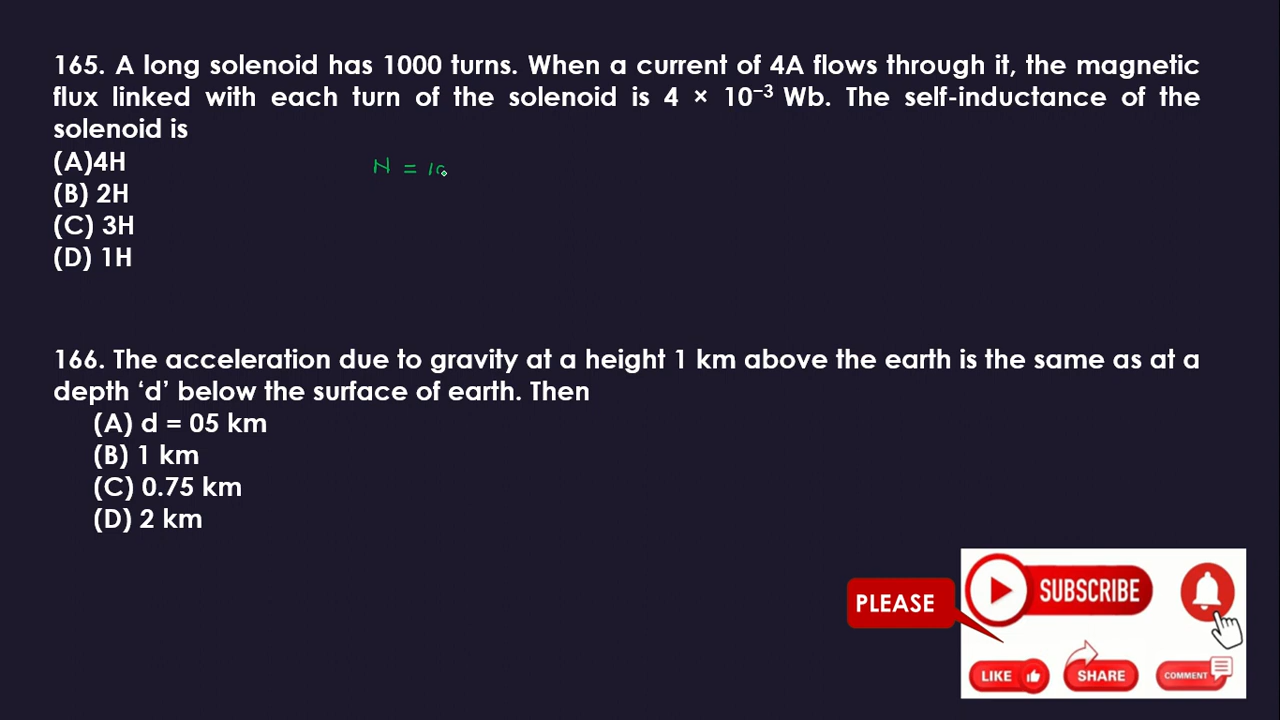 165. A long solenoid has 1000 turns. When a current of 4A flows through it, the magnetic
flux linked with each turn of the solenoid is 4 × 10⁻³ Wb. The self-inductance of the
solenoid is
(A)4H
(B) 2H
(C) 3H
(D) 1H
N = 10
166. The acceleration due to gravity at a height 1 km above the earth is the same as at a
depth ‘d’ below the surface of earth. Then
(A) d = 05 km
(B) 1 km
(C) 0.75 km
(D) 2 km
PLEASE
SUBSCRIBE
LIKE
SHARE
COMMENT